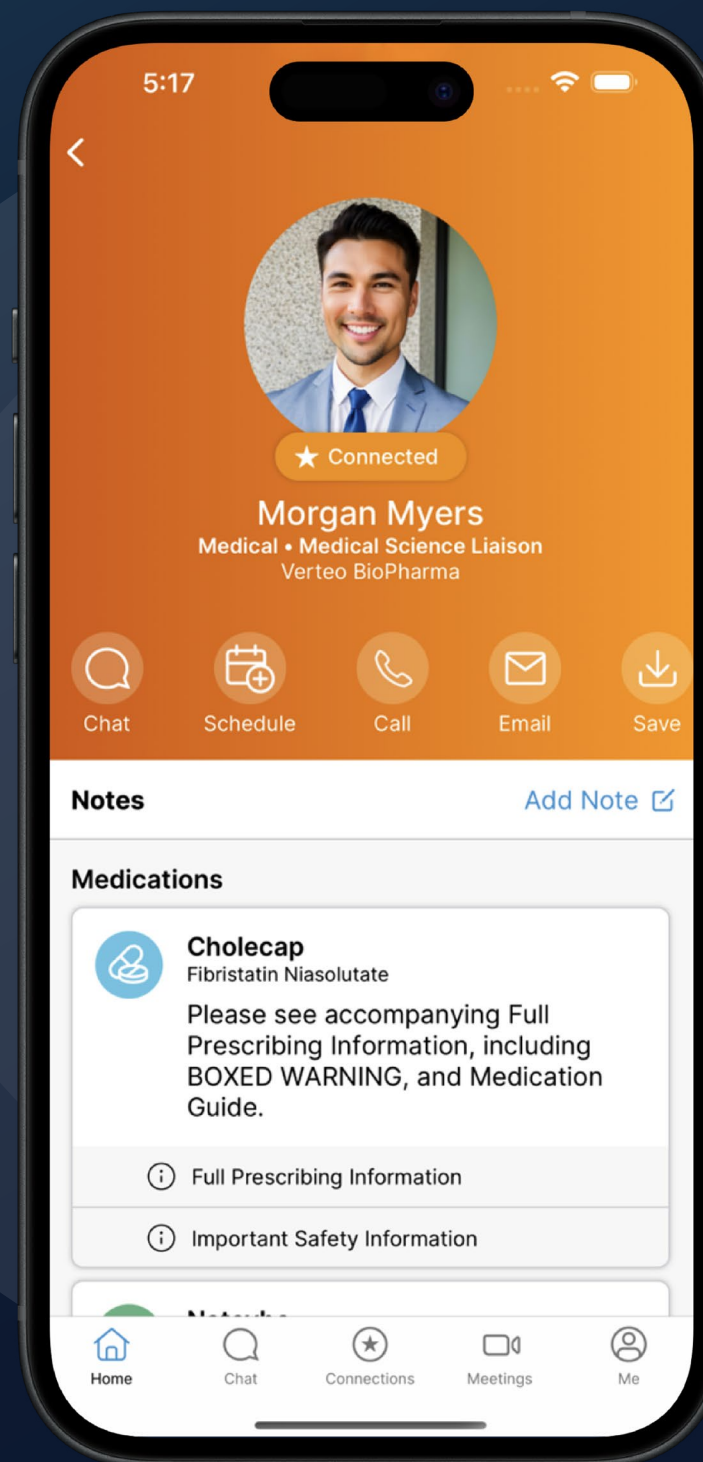 5:17
Connected
Morgan Myers
Medical • Medical Science Liaison
Verteo BioPharma
Chat Schedule Call Email Save
Notes Add Note
Medications
Cholecap
Fibristatin Niasolutate
Please see accompanying Full
Prescribing Information, including
BOXED WARNING, and Medication
Guide.
Full Prescribing Information
Important Safety Information
Home Chat Connections Meetings Me